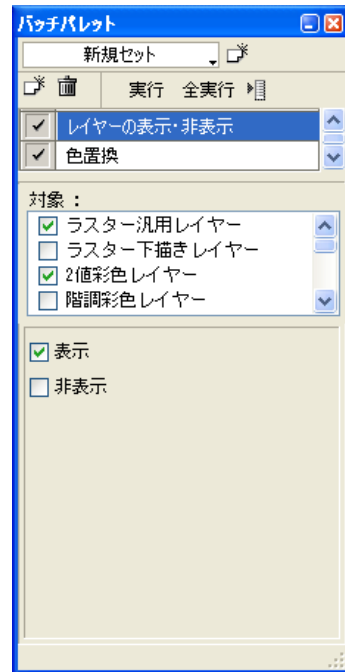 バッチパレット
新規セット
実行 全実行
レイヤーの表示・非表示
色置換
対象：
ラスター汎用レイヤー
ラスター下描きレイヤー
2値彩色レイヤー
階調彩色レイヤー
表示
非表示